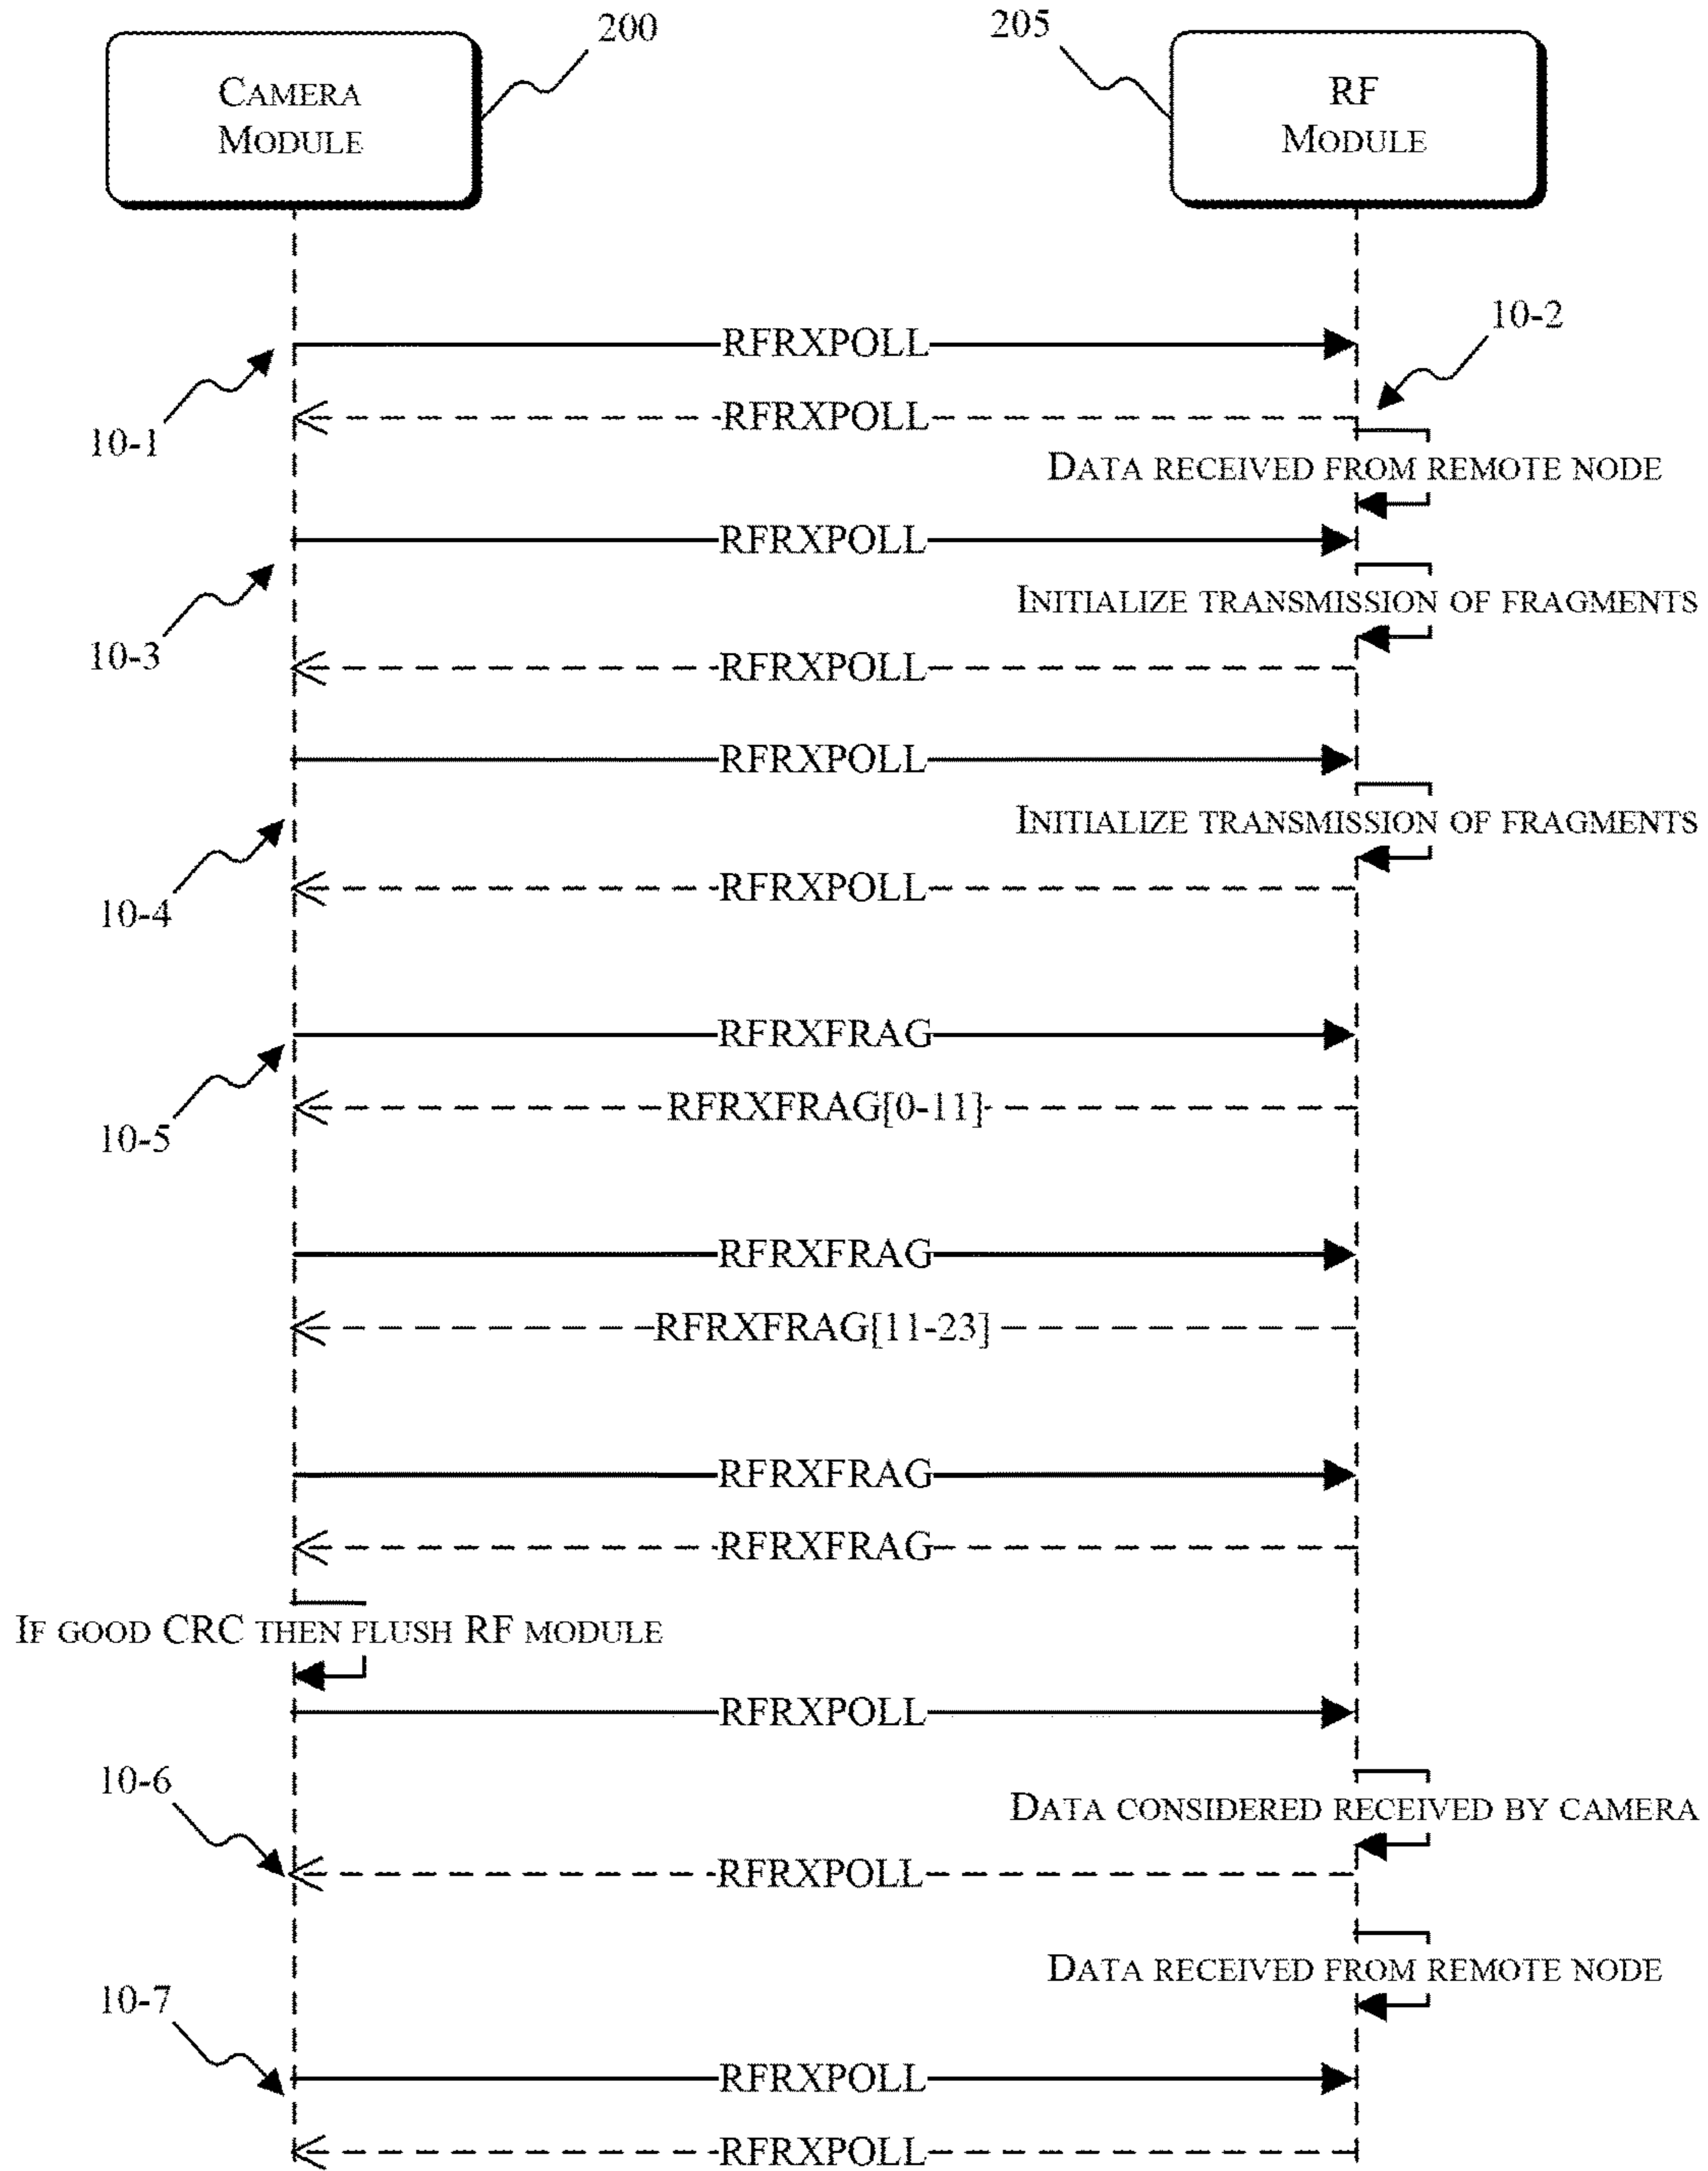 200
205
CAMERA
MODULE
RF
MODULE
10-2
RFRXPOLL
10-1
RFRXPOLL
DATA RECEIVED FROM REMOTE NODE
RFRXPOLL
INITIALIZE TRANSMISSION OF FRAGMENTS
10-3
RFRXPOLL
RFRXPOLL
INITIALIZE TRANSMISSION OF FRAGMENTS
RFRXPOLL
10-4
RFRXFRAG
RFRXFRAG[0-11]
10-5
RFRXFRAG
RFRXFRAG[11-23]
RFRXFRAG
RFRXFRAG
IF GOOD CRC THEN FLUSH RF MODULE
RFRXPOLL
10-6
DATA CONSIDERED RECEIVED BY CAMERA
RFRXPOLL
DATA RECEIVED FROM REMOTE NODE
10-7
RFRXPOLL
RFRXPOLL